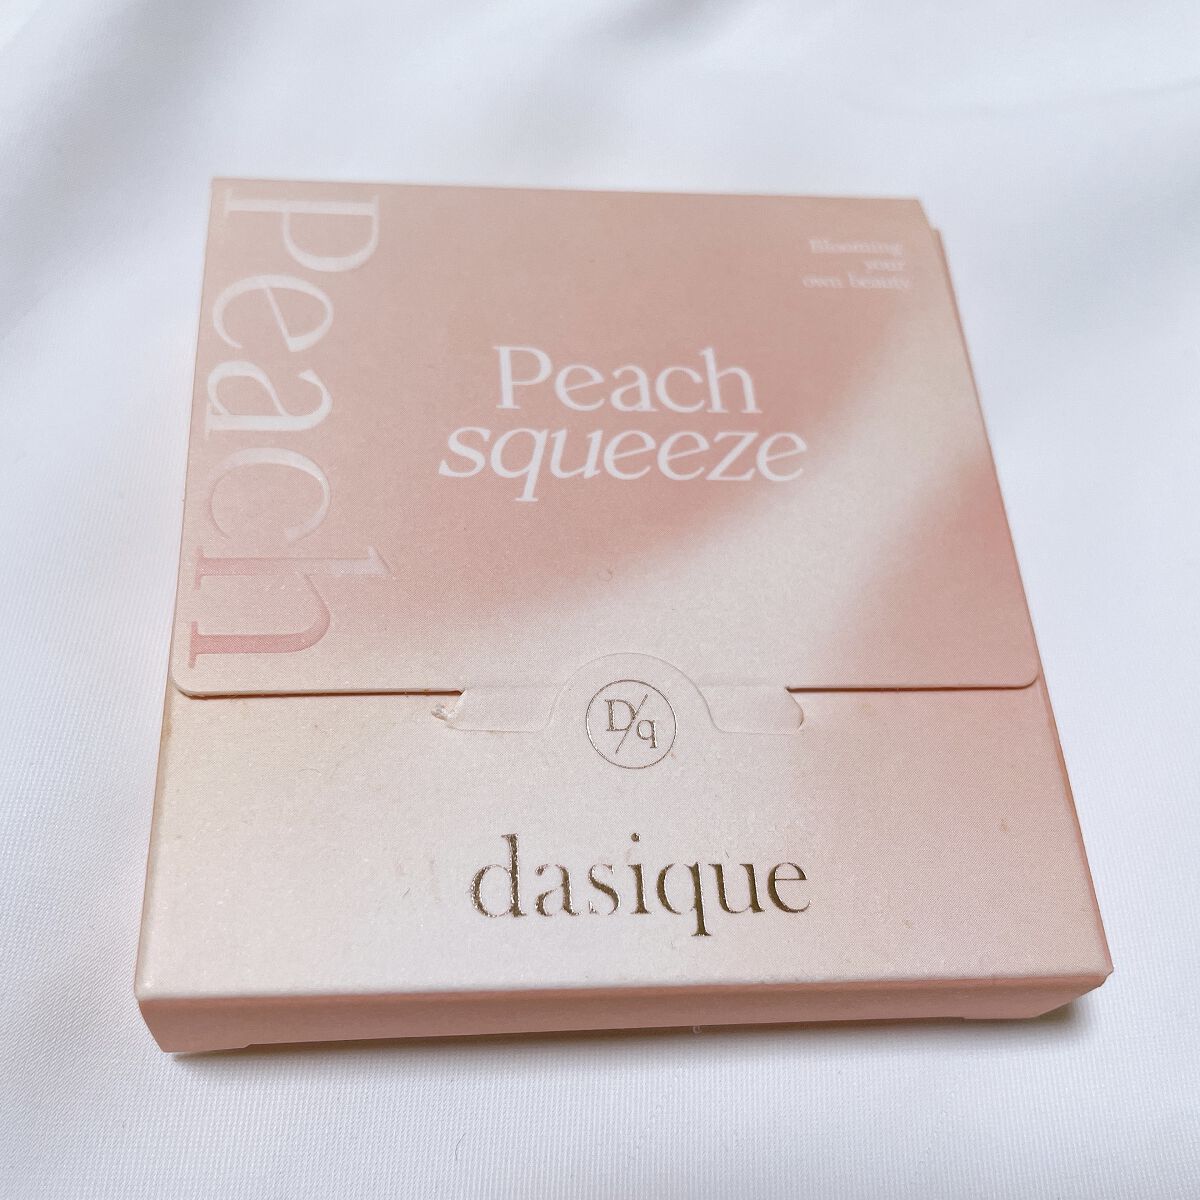 Peach
Blooming
your
own beauty
Peach
squeeze
D/q
dasique